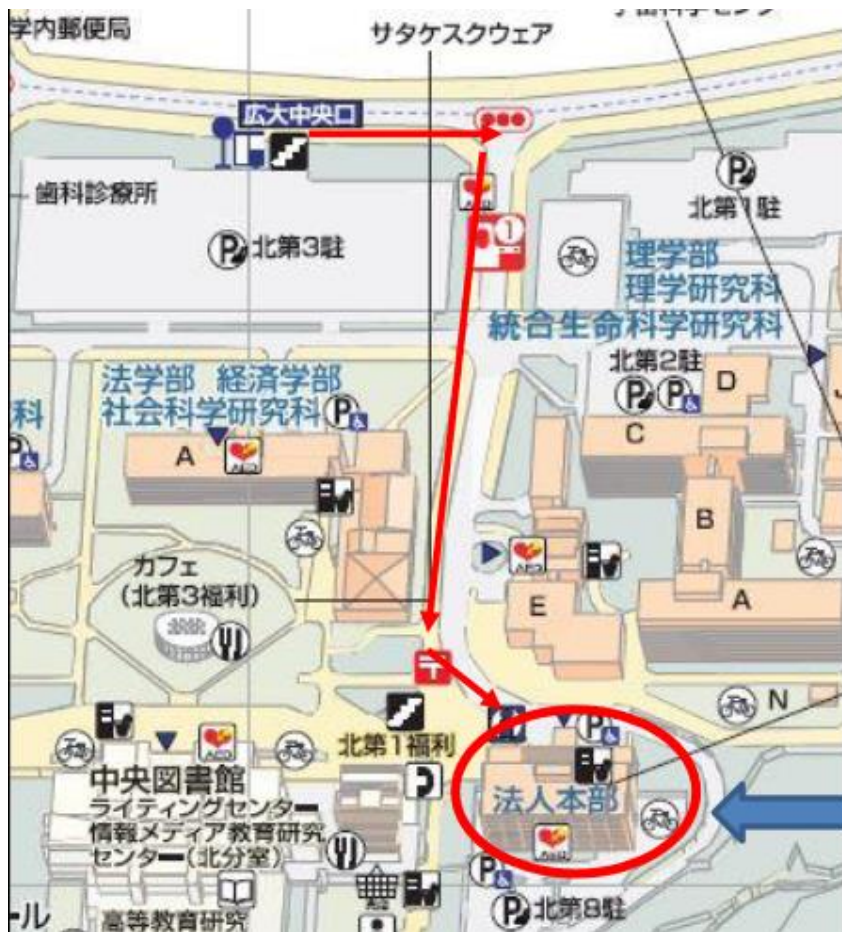 学内郵便局
サタケスクウェア
広大中央口
歯科診療所
北第3駐
北第1駐
1
理学部
理学研究科
統合生命科学研究科
北第2駐
法学部 経済学部
社会科学研究科
科
A
D
C
J
B
A
E
カフェ
(北第3福利)
N
北第1福利
中央図書館
ライティングセンター
情報メディア教育研究
センター(北分室)
法人本部
高等教育研究
北第8駐
ール